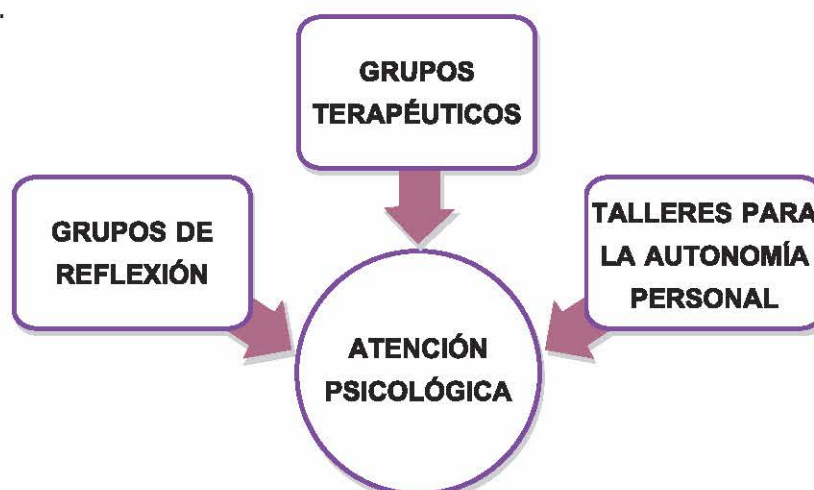 GRUPOS
TERAPÉUTICOS
GRUPOS DE
REFLEXIÓN
TALLERES PARA
LA AUTONOMÍA
PERSONAL
ATENCIÓN
PSICOLÓGICA